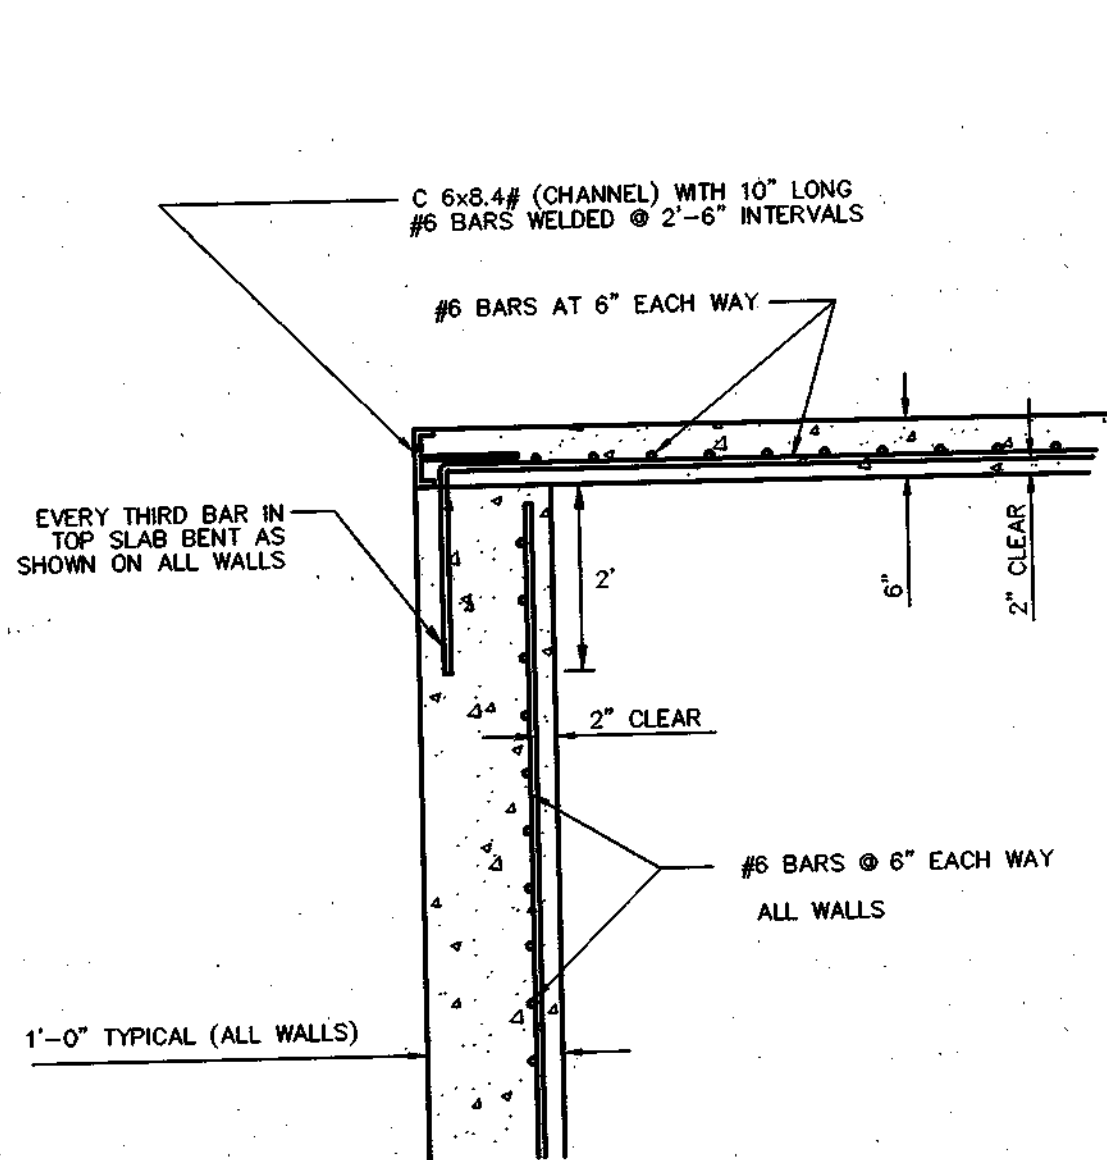 C 6x8.4# (CHANNEL) WITH 10" LONG
#6 BARS WELDED @ 2'-6" INTERVALS
#6 BARS AT 6" EACH WAY
EVERY THIRD BAR IN
TOP SLAB BENT AS
SHOWN ON ALL WALLS
2'
6"
2" CLEAR
2" CLEAR
#6 BARS @ 6" EACH WAY
ALL WALLS
1'-0" TYPICAL (ALL WALLS)